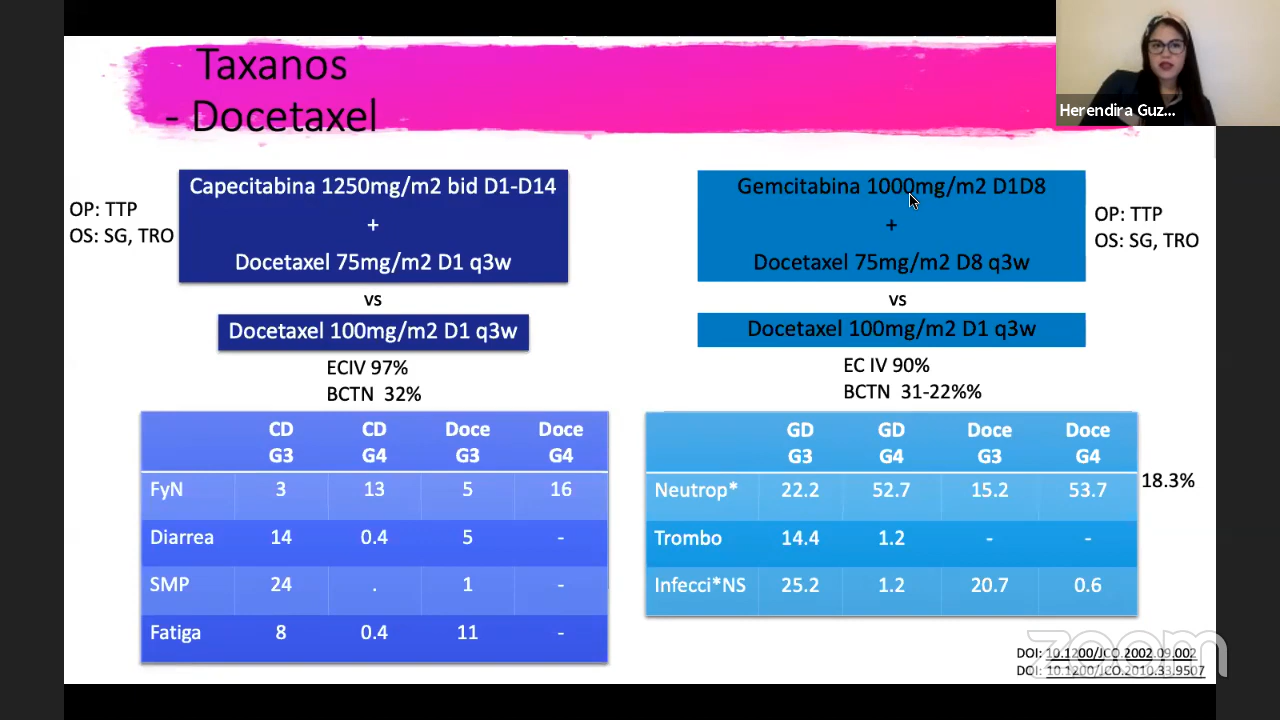 Taxanos
- Docetaxel
Herendira Guz...
OP: TTP
OS: SG, TRO
Capecitabina 1250mg/m2 bid D1-D14
+
Docetaxel 75mg/m2 D1 q3w
vs
Docetaxel 100mg/m2 D1 q3w
ECIV 97%
BCTN 32%
CD G3 CD G4 Doce G3 Doce G4
FyN 3 13 5 16
Diarrea 14 0.4 5 -
SMP 24 . 1 -
Fatiga 8 0.4 11 -
Gemcitabina 1000mg/m2 D1D8
+
Docetaxel 75mg/m2 D8 q3w
OP: TTP
OS: SG, TRO
vs
Docetaxel 100mg/m2 D1 q3w
EC IV 90%
BCTN 31-22%%
GD G3 GD G4 Doce G3 Doce G4
Neutrop* 22.2 52.7 15.2 53.7
18.3%
Trombo 14.4 1.2 - -
Infecci*NS 25.2 1.2 20.7 0.6
DOI: 10.1200/JCO.2002.09.002
DOI: 10.1200/JCO.2010.33.9507
zoom